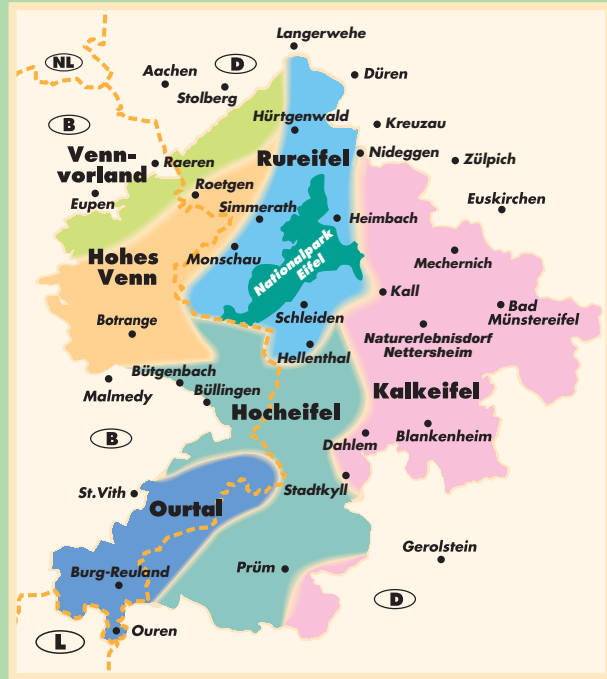 Langerwehe
NL
D
Aachen
Düren
Stolberg
Hürtgenwald
Kreuzau
B
Venn-
vorland
Raeren
Rureifel
Nideggen
Zülpich
Roetgen
Eupen
Simmerath
Heimbach
Euskirchen
Hohes
Venn
Monschau
Nationalpark
Eifel
Mechernich
Kall
Bad
Münstereifel
Schleiden
Botrange
Naturerlebnisdorf
Nettersheim
Hellenthal
Bütgenbach
Malmedy
Büllingen
Hocheifel
Kalkeifel
B
Dahlem
Blankenheim
St.Vith
Stadtkyll
Ourtal
Gerolstein
Burg-Reuland
Prüm
D
L
Ouren